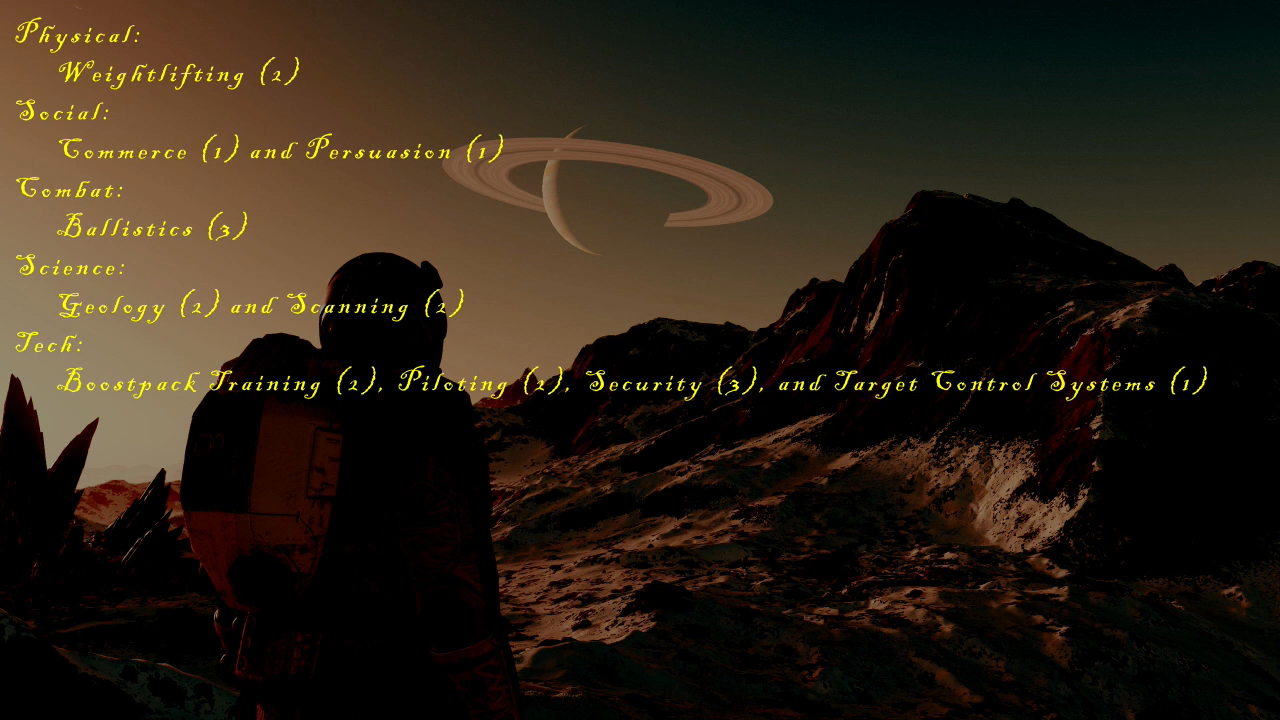 Physical:
Weightlifting (2)
Social:
Commerce (1) and Persuasion (1)
Combat:
Ballistics (3)
Science:
Geology (2) and Scanning (2)
Tech:
Boostpack Training (2), Piloting (2), Security (3), and Target Control Systems (1)